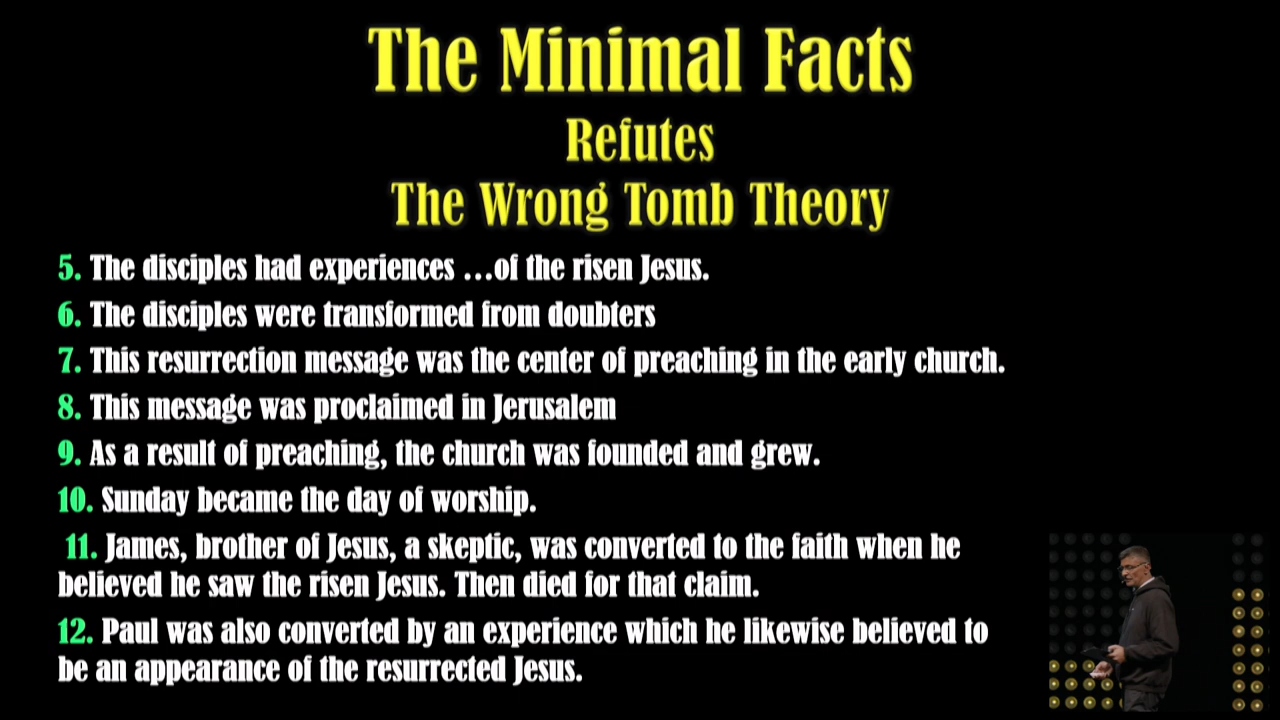 The Minimal Facts
Refutes
The Wrong Tomb Theory
5. The disciples had experiences ...of the risen Jesus.
6. The disciples were transformed from doubters
7. This resurrection message was the center of preaching in the early church.
8. This message was proclaimed in Jerusalem
9. As a result of preaching, the church was founded and grew.
10. Sunday became the day of worship.
11. James, brother of Jesus, a skeptic, was converted to the faith when he
believed he saw the risen Jesus. Then died for that claim.
12. Paul was also converted by an experience which he likewise believed to
be an appearance of the resurrected Jesus.